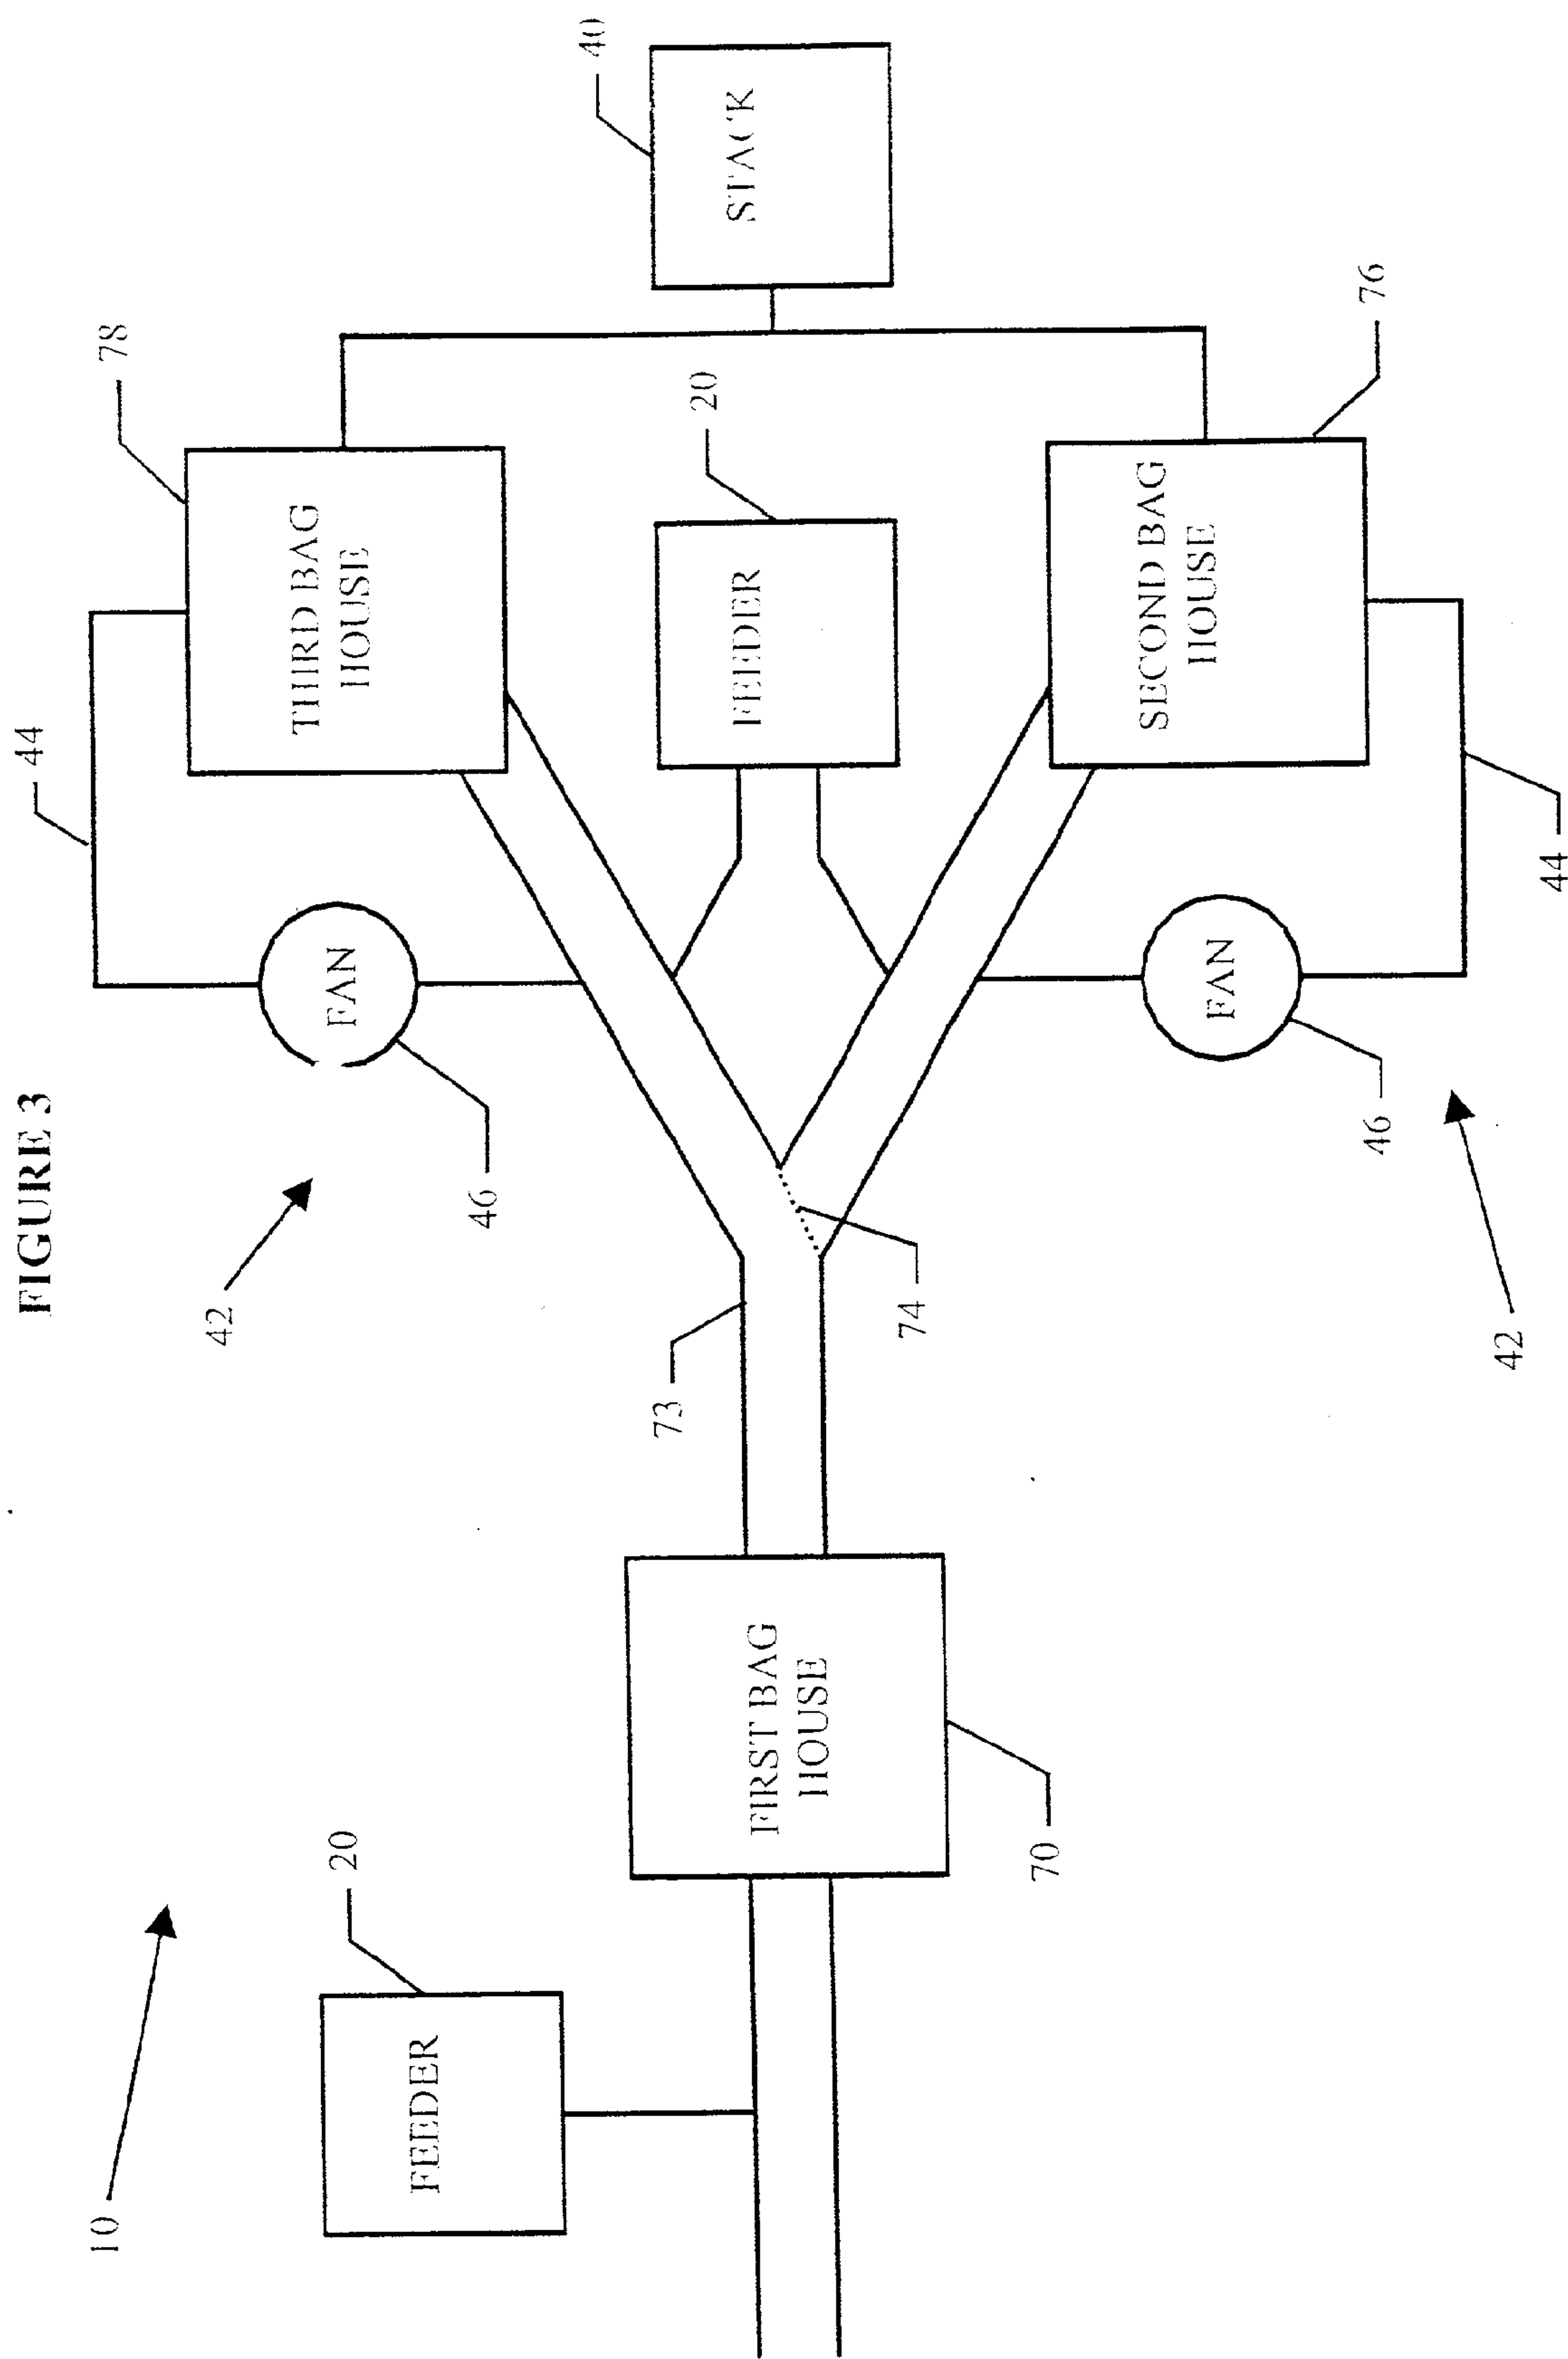 FIGURE 3
10
20
FEEDER
FIRST BAG
HOUSE
70
73
74
42
42
46
FAN
46
FAN
44
44
THIRD BAG
HOUSE
78
FEEDER
20
SECOND BAG
HOUSE
76
STACK
40